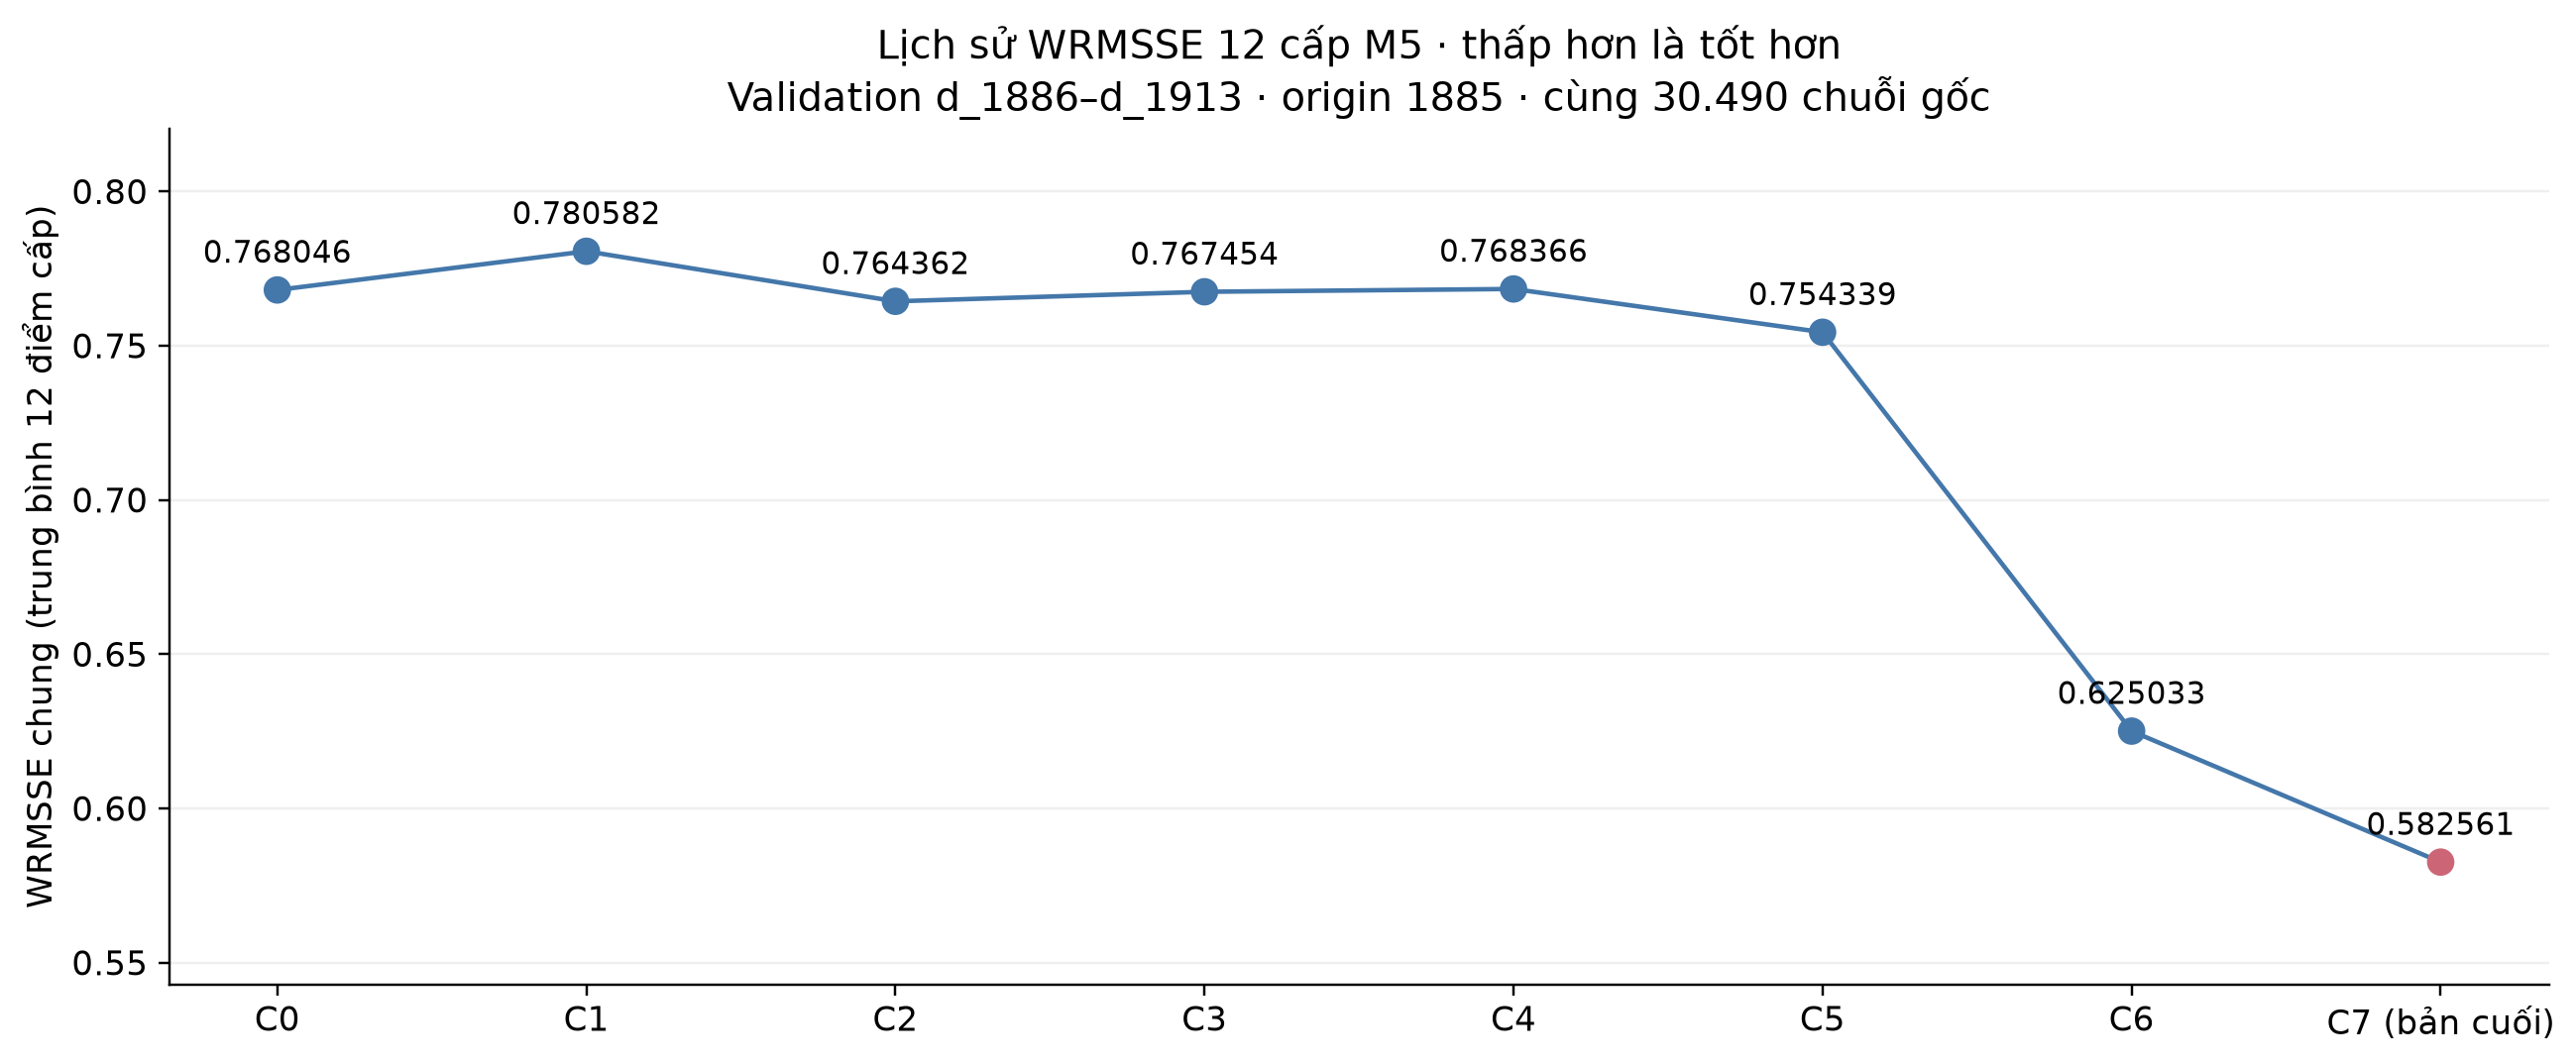 Lịch sử WRMSSE 12 cấp M5 · thấp hơn là tốt hơn
Validation d_1886–d_1913 · origin 1885 · cùng 30.490 chuỗi gốc
WRMSSE chung (trung bình 12 điểm cấp)
0.80
0.75
0.70
0.65
0.60
0.55
0.768046
0.780582
0.764362
0.767454
0.768366
0.754339
0.625033
0.582561
C0
C1
C2
C3
C4
C5
C6
C7 (bản cuối)